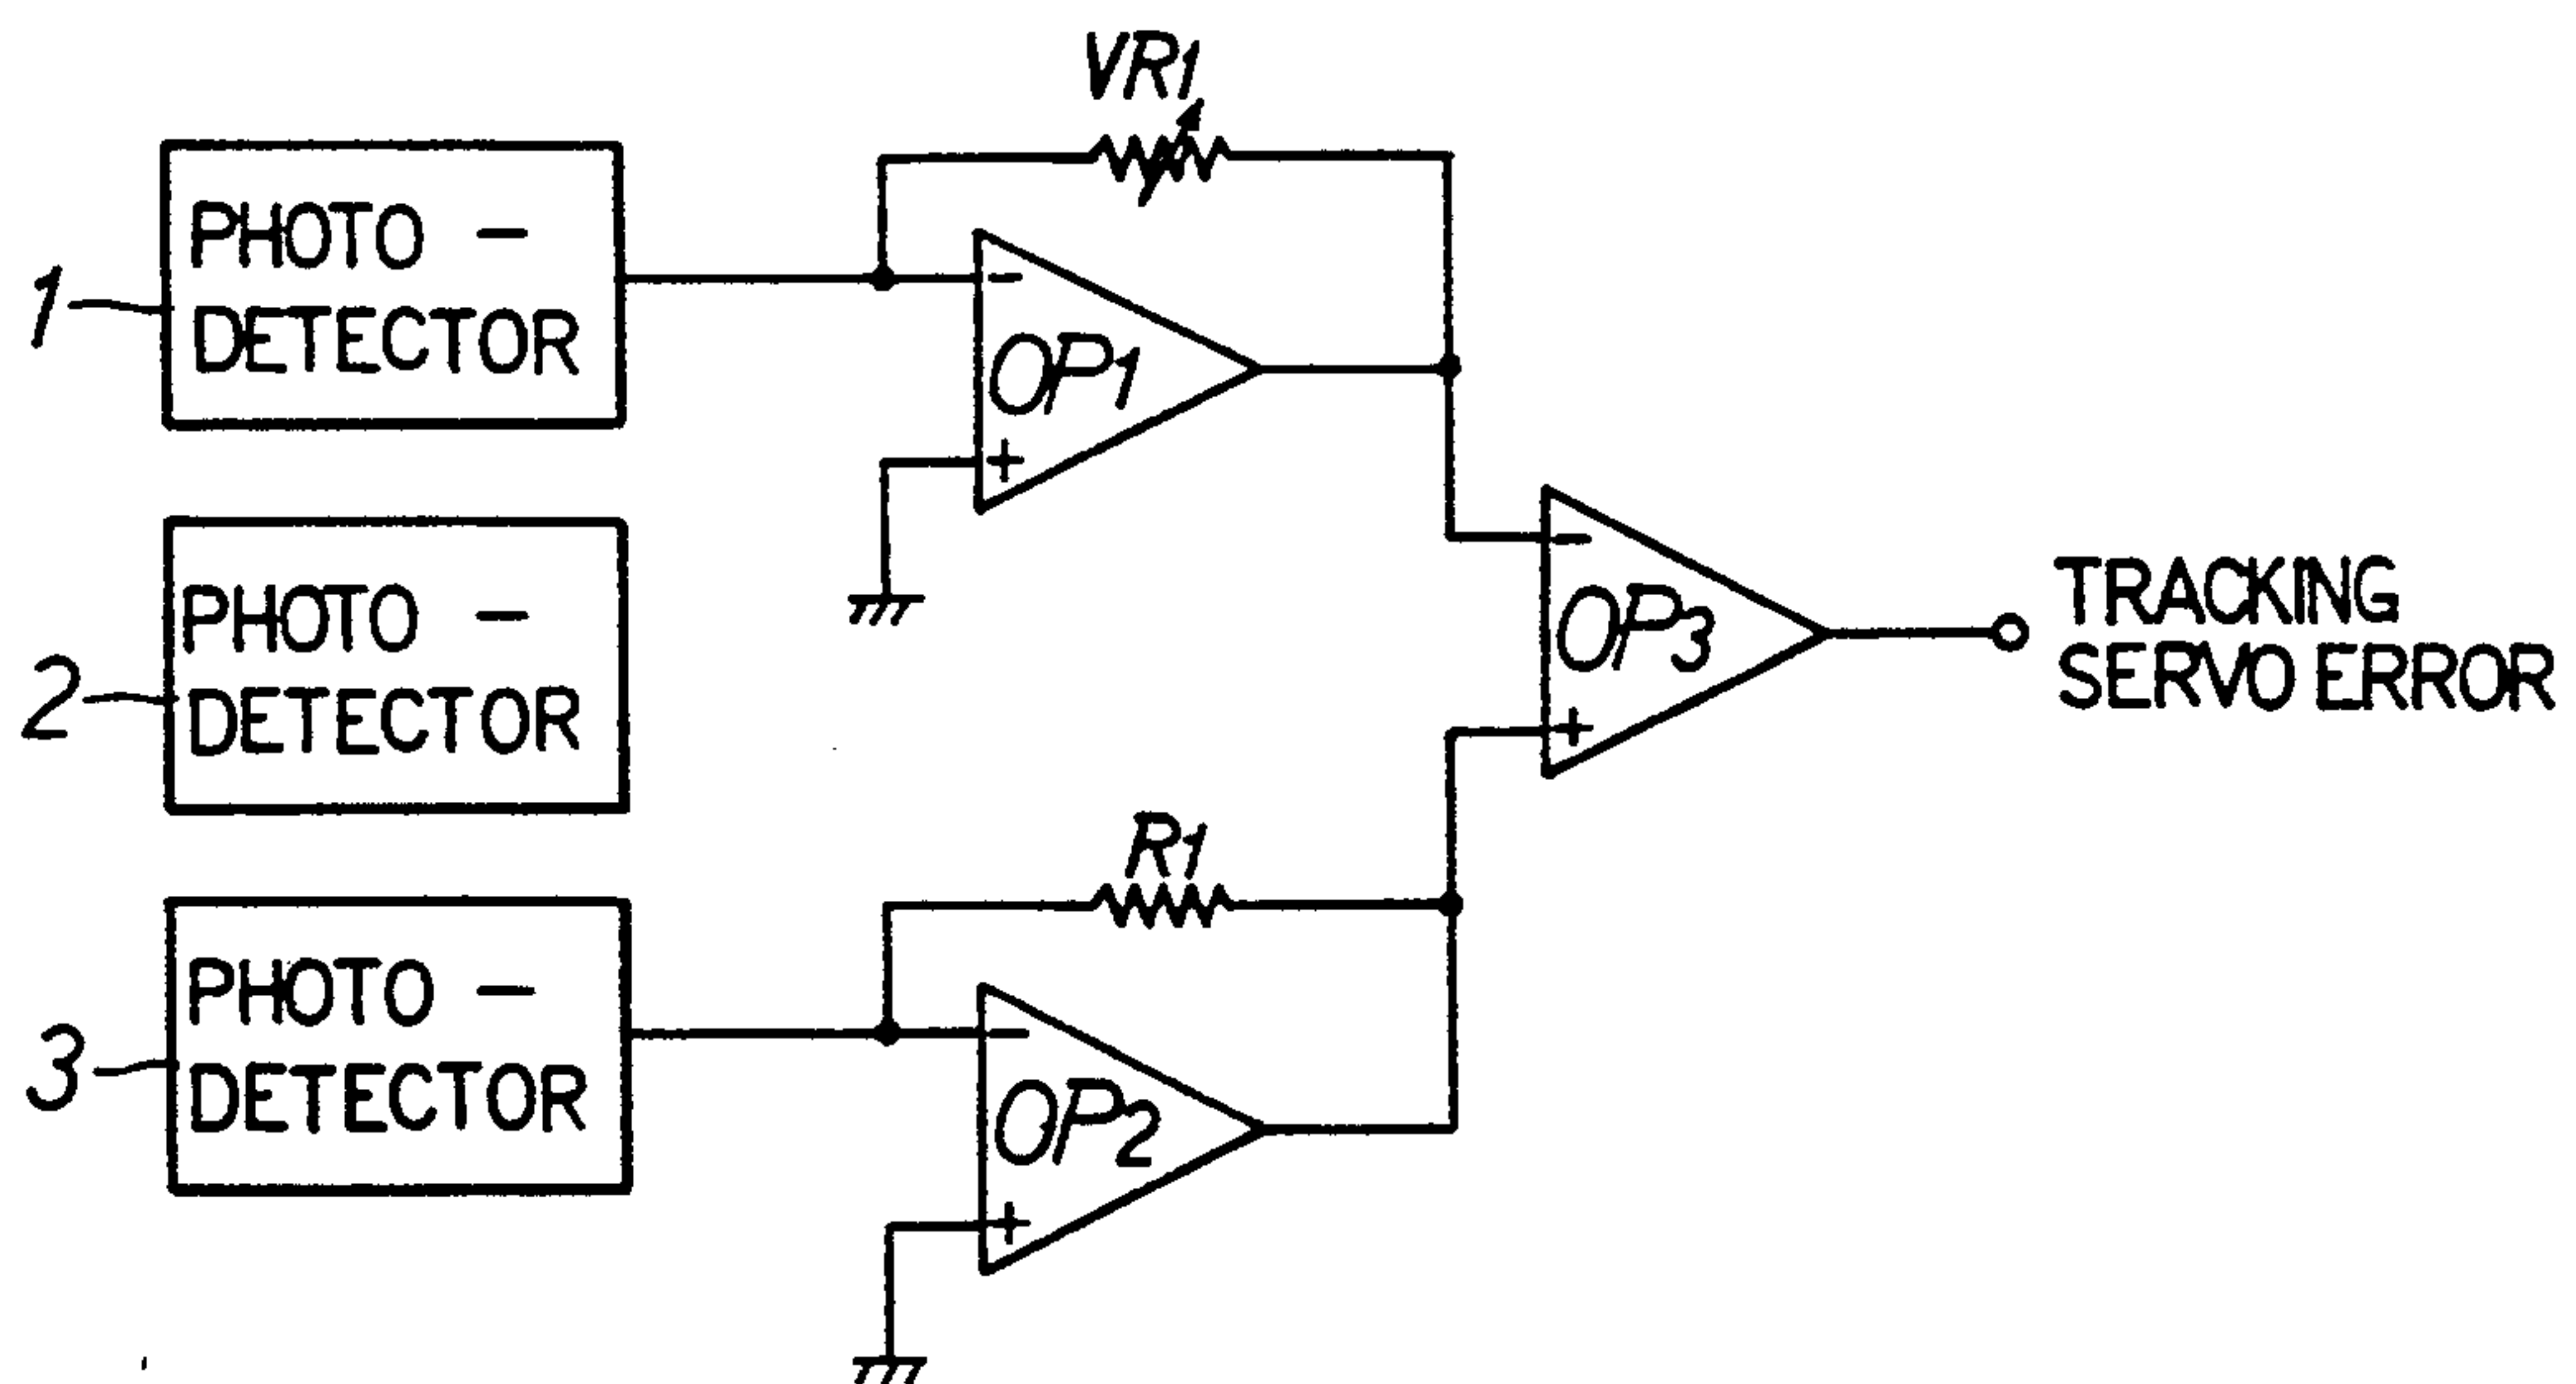 VR1
1
PHOTO -
DETECTOR
-
OP1
+
2
PHOTO -
DETECTOR
-
OP3
+
TRACKING
SERVO ERROR
R1
3
PHOTO -
DETECTOR
-
OP2
+